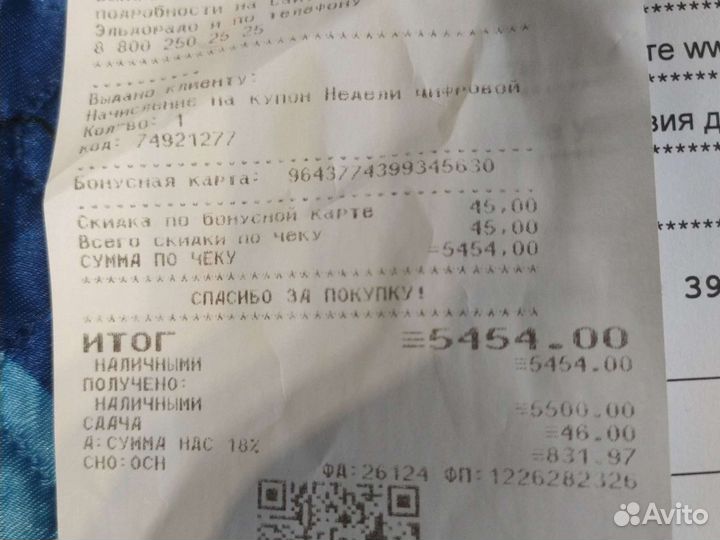 подробности на сайте
Эльдорадо и по телефону
8 800 250 25 25
Выдано клиенту:
Начисление на купон Недели цифровой
Кол-во: 1
код: 74921277
Бонусная карта: 9643774399345630
Скидка по бонусной карте 45,00
Всего скидки по чеку 45,00
СУММА ПО ЧЕКУ =5454,00
СПАСИБО ЗА ПОКУПКУ!
ИТОГ =5454.00
НАЛИЧНЫМИ =5454.00
ПОЛУЧЕНО:
НАЛИЧНЫМИ =5500.00
СДАЧА =46.00
А:СУММА НДС 18% =831.97
СНО:ОСН
ФД:26124 ФП:1226282326
те ww
вия д
39
Avito